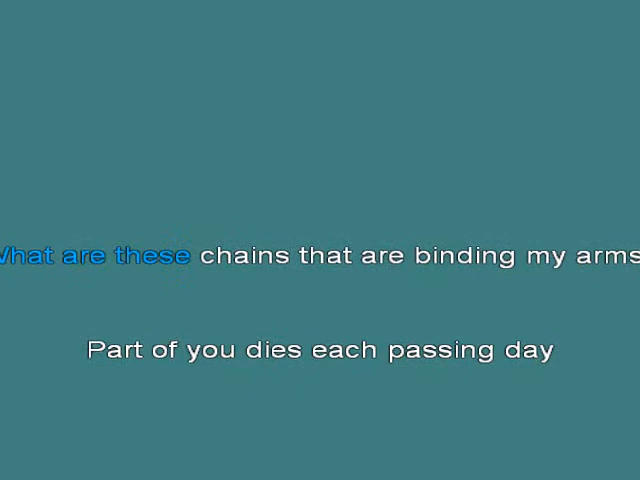 What are these chains that are binding my arms
Part of you dies each passing day